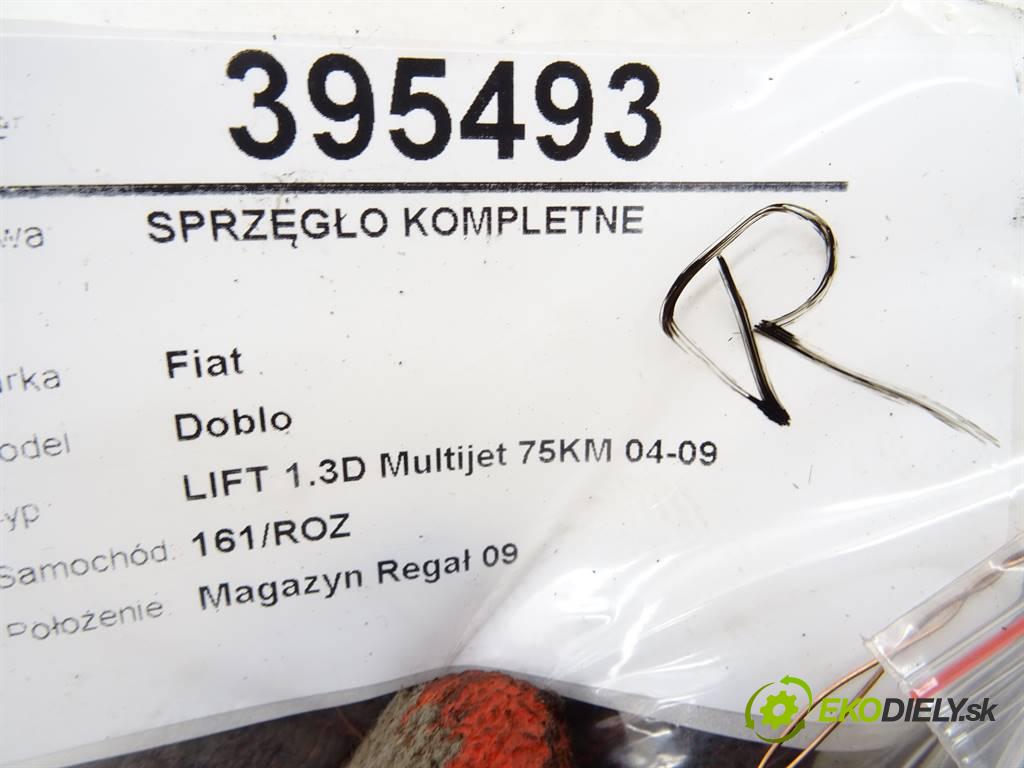 395493
SPRZĘGŁO KOMPLETNE
Fiat
Doblo
LIFT 1.3D Multijet 75KM 04-09
Samochód: 161/ROZ
Położenie Magazyn Regał 09
R
EKODIELY.sk